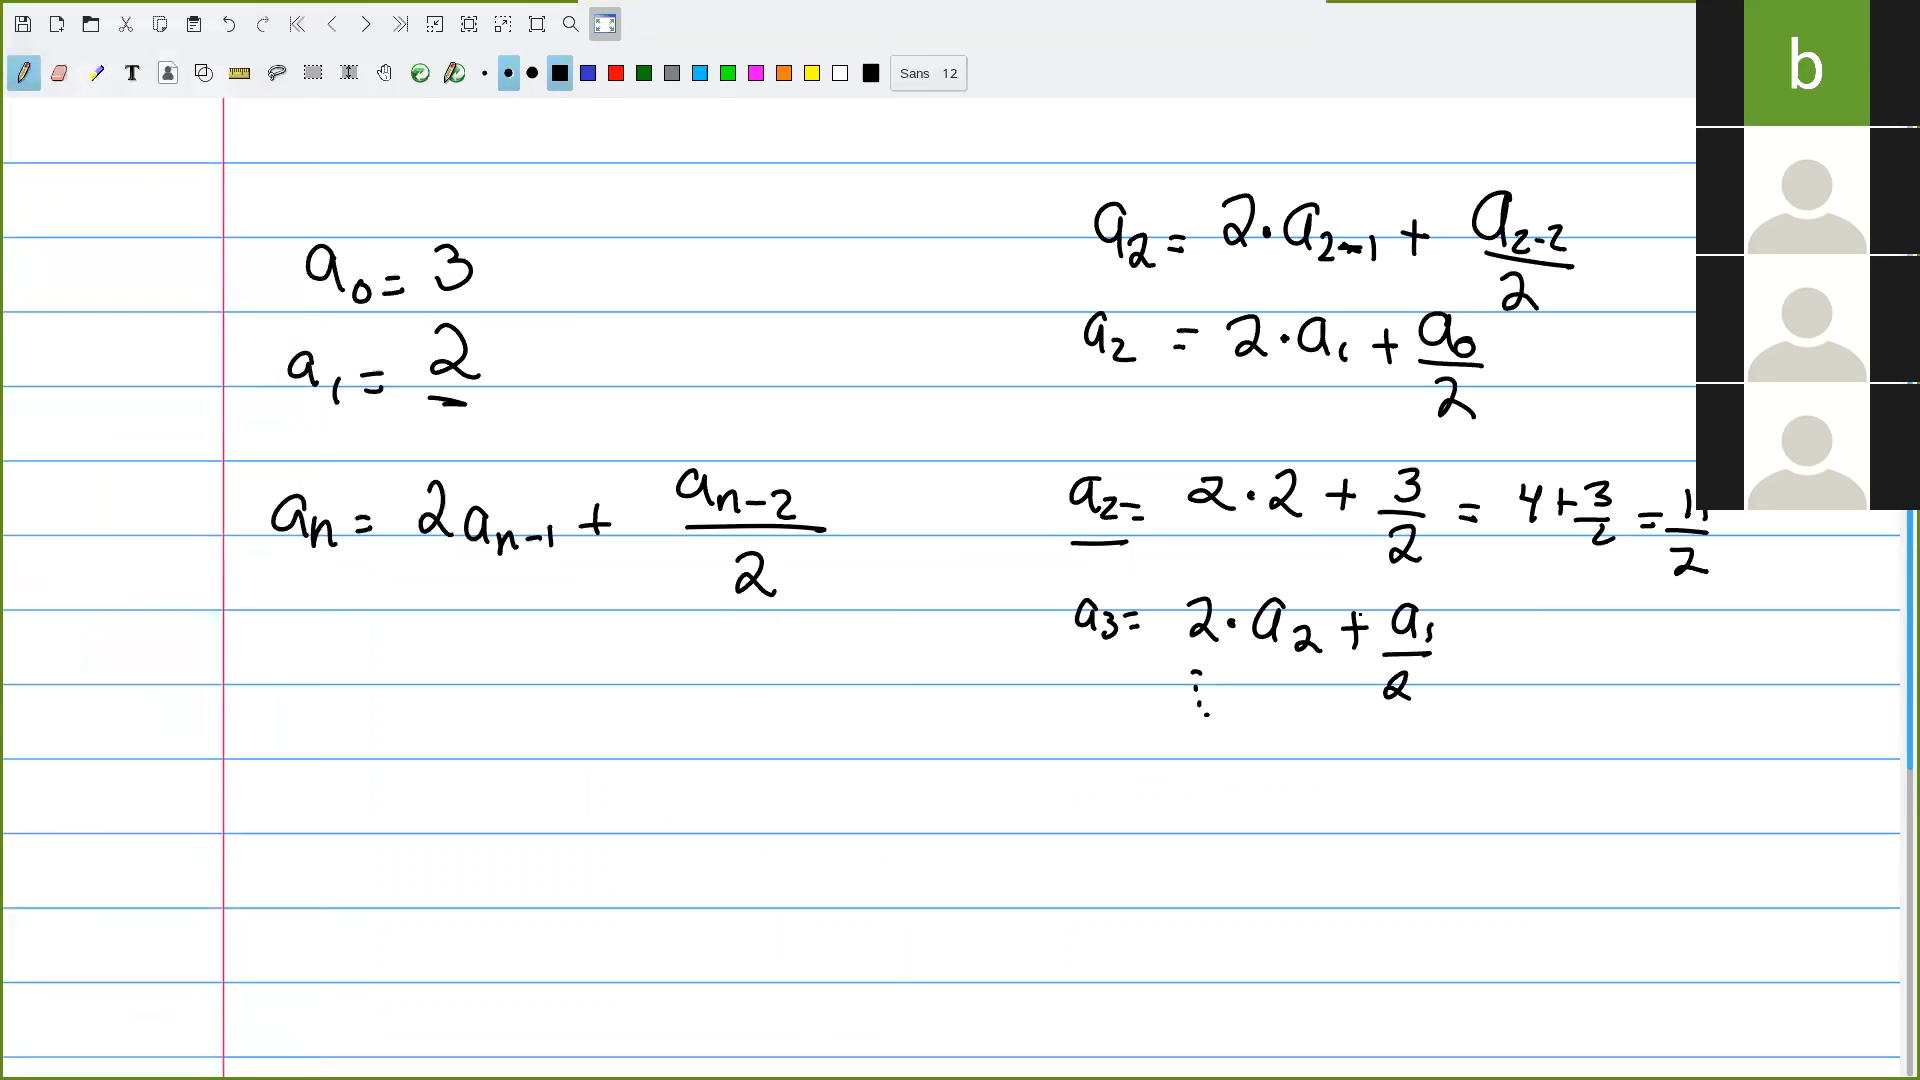 Sans 12
b
a₀ = 3
a₁ = 2
aₙ = 2aₙ₋₁ + aₙ₋₂/2
a₂ = 2·a₂₋₁ + a₂₋₂/2
a₂ = 2·a₁ + a₀/2
a₂ = 2·2 + 3/2 = 4+3/2 = 11/2
a₃ = 2·a₂ + a₁/2
⋮